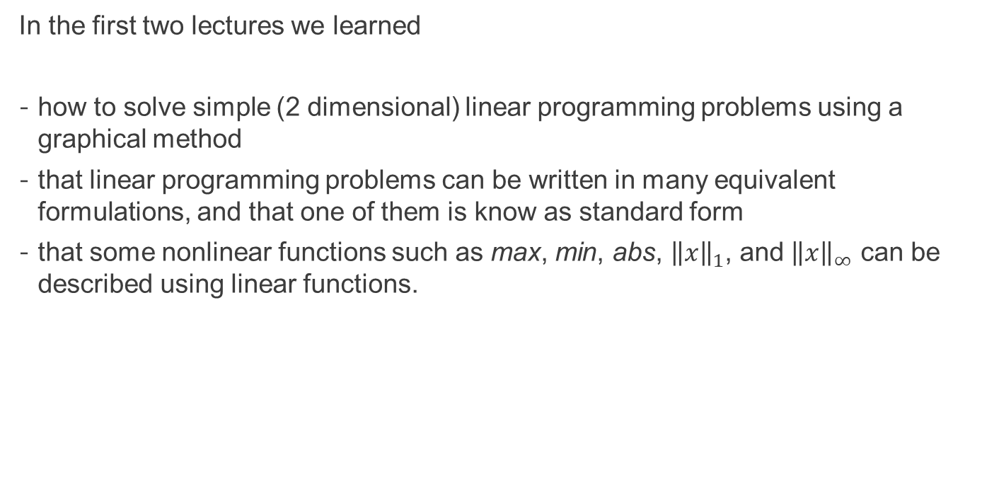 In the first two lectures we learned
- how to solve simple (2 dimensional) linear programming problems using a
graphical method
- that linear programming problems can be written in many equivalent
formulations, and that one of them is know as standard form
- that some nonlinear functions such as max, min, abs, ||x||₁, and ||x||∞ can be
described using linear functions.